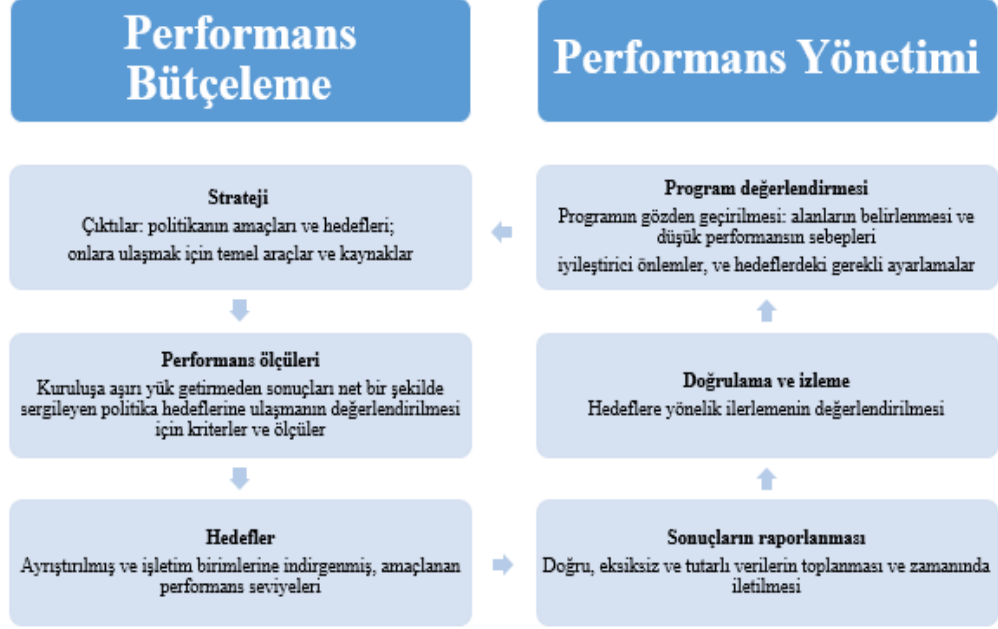 Performans
Bütçeleme
Performans Yönetimi
Strateji
Çıktılar: politikanın amaçları ve hedefleri;
onlara ulaşmak için temel araçlar ve kaynaklar
Performans ölçüleri
Kuruluşa aşırı yük getirmeden sonuçları net bir şekilde
sergileyen politika hedeflerine ulaşmanın değerlendirilmesi
için kriterler ve ölçüler
Hedefler
Ayrıştırılmış ve işletim birimlerine indirgenmiş, amaçlanan
performans seviyeleri
Program değerlendirmesi
Programın gözden geçirilmesi: alanların belirlenmesi ve
düşük performansın sebepleri
iyileştirici önlemler, ve hedeflerdeki gerekli ayarlamalar
Doğrulama ve izleme
Hedeflere yönelik ilerlemenin değerlendirilmesi
Sonuçların raporlanması
Doğru, eksiksiz ve tutarlı verilerin toplanması ve zamanında
iletilmesi